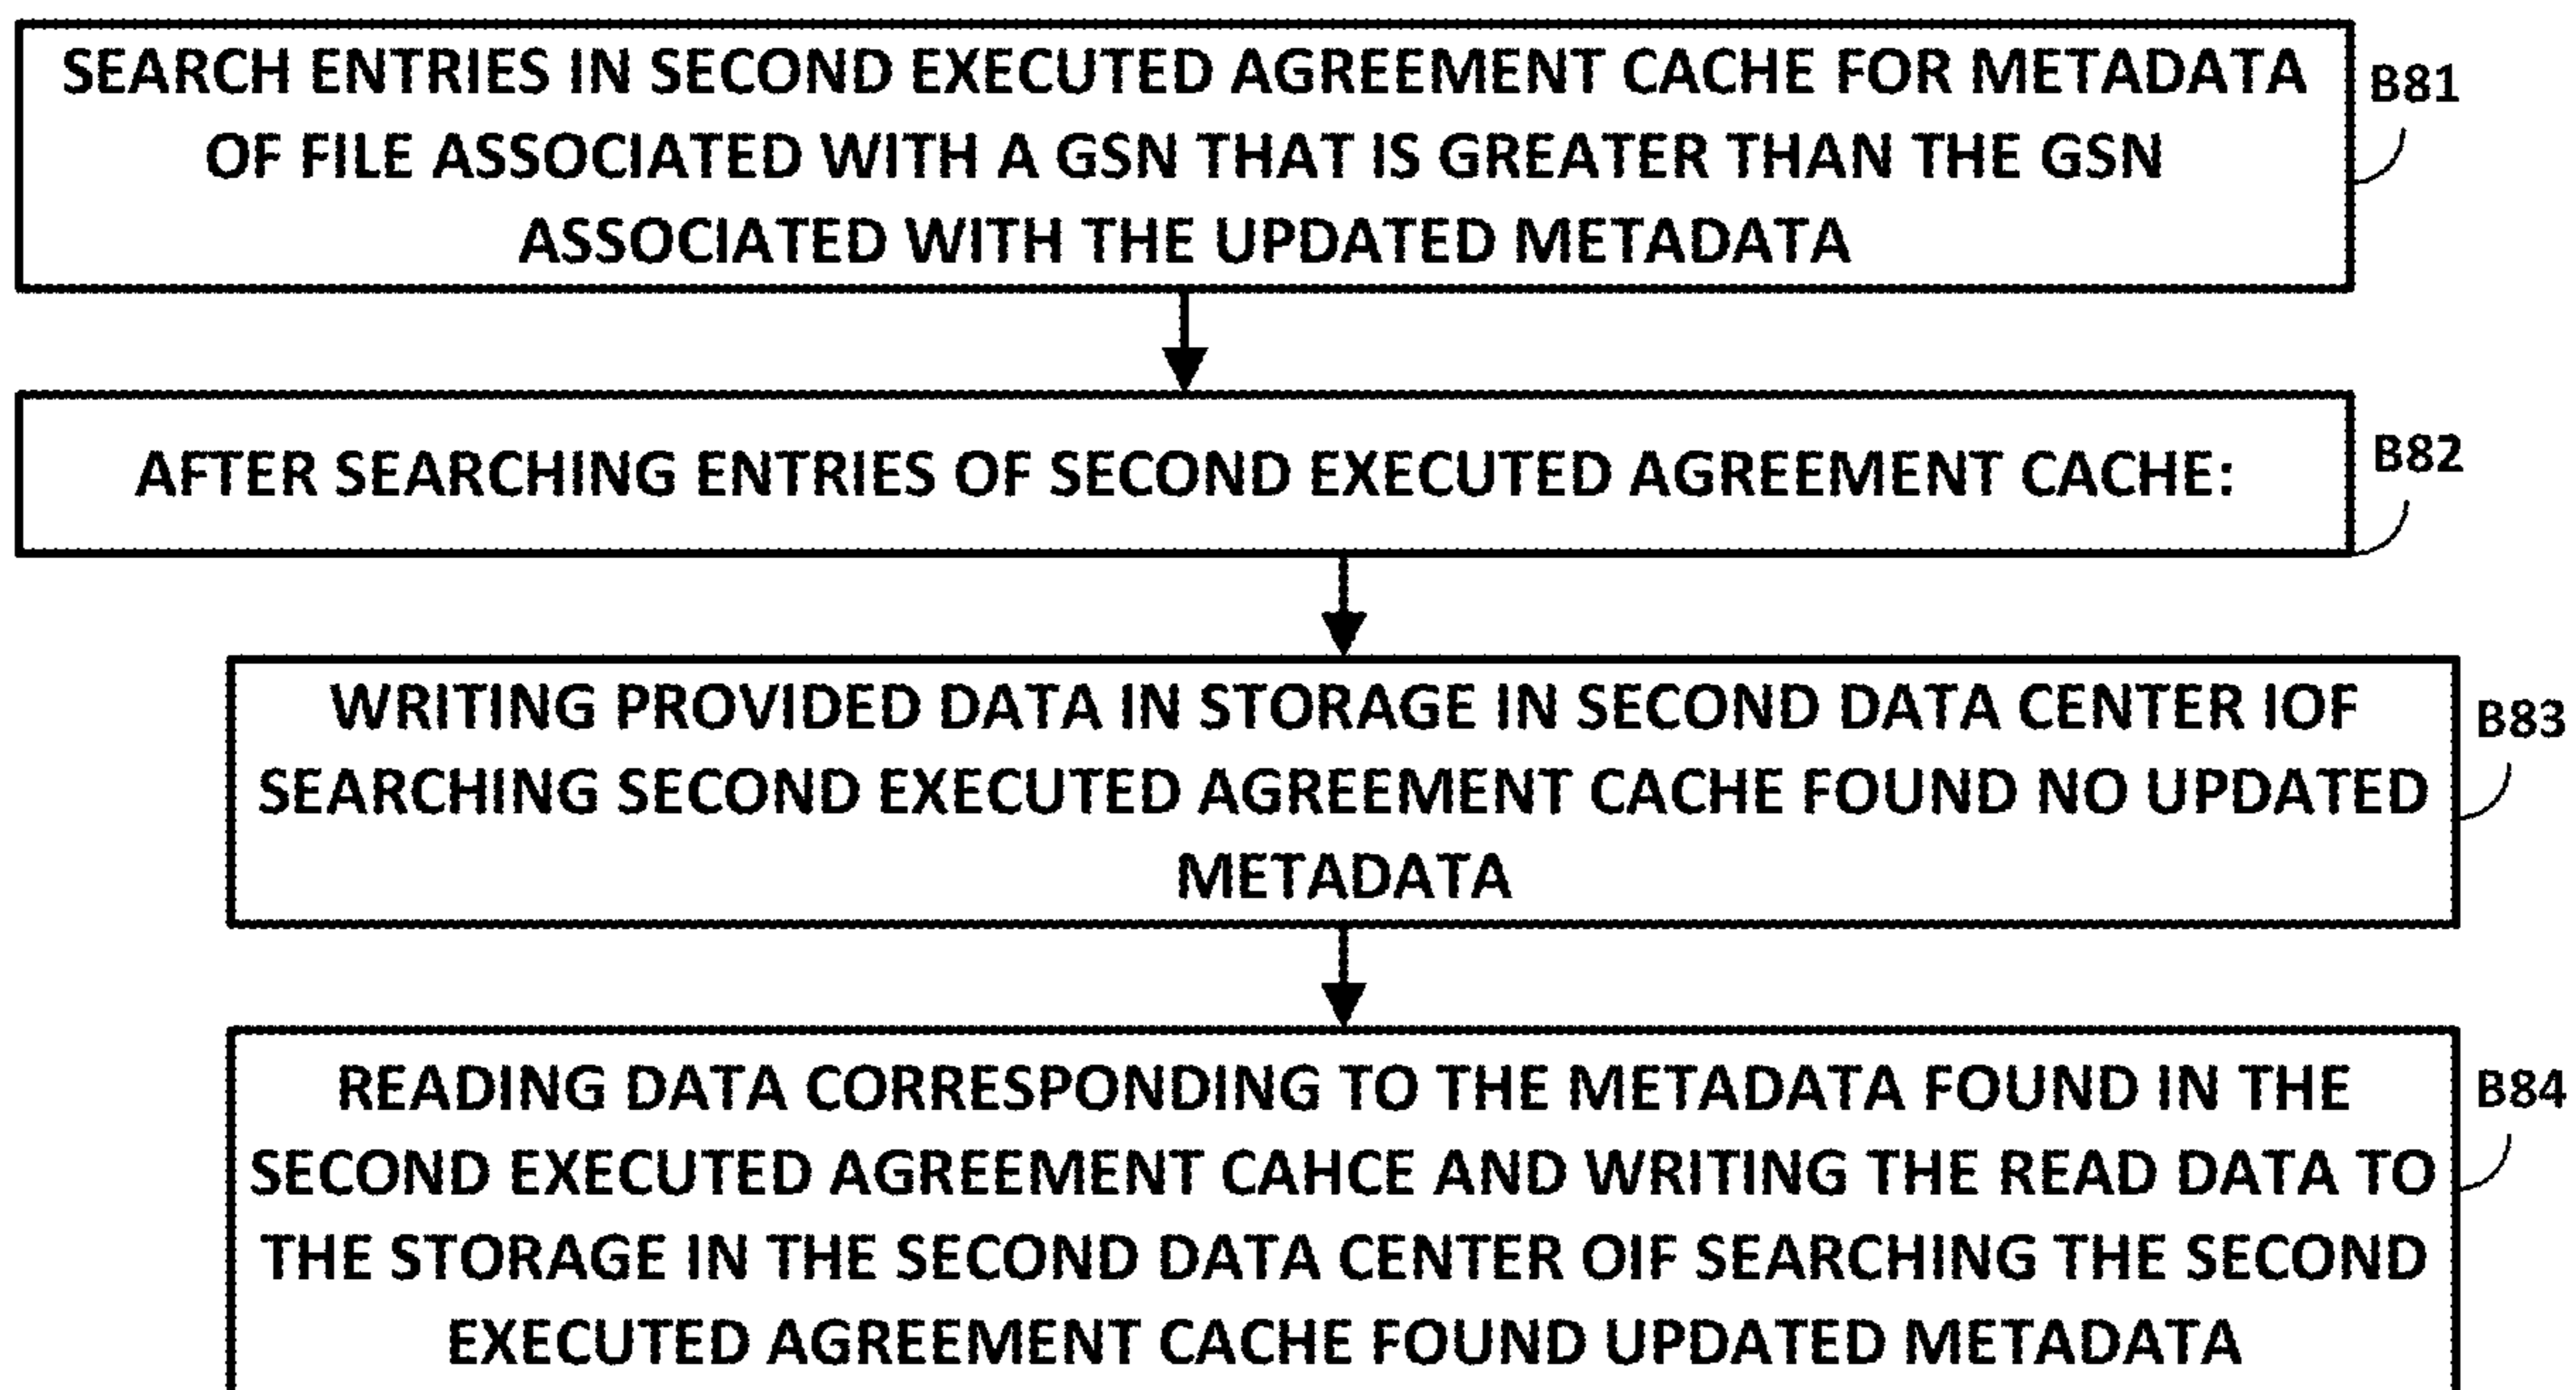 SEARCH ENTRIES IN SECOND EXECUTED AGREEMENT CACHE FOR METADATA
OF FILE ASSOCIATED WITH A GSN THAT IS GREATER THAN THE GSN
ASSOCIATED WITH THE UPDATED METADATA
B81
AFTER SEARCHING ENTRIES OF SECOND EXECUTED AGREEMENT CACHE:
B82
WRITING PROVIDED DATA IN STORAGE IN SECOND DATA CENTER IOF
SEARCHING SECOND EXECUTED AGREEMENT CACHE FOUND NO UPDATED
METADATA
B83
READING DATA CORRESPONDING TO THE METADATA FOUND IN THE
SECOND EXECUTED AGREEMENT CAHCE AND WRITING THE READ DATA TO
THE STORAGE IN THE SECOND DATA CENTER OIF SEARCHING THE SECOND
EXECUTED AGREEMENT CACHE FOUND UPDATED METADATA
B84